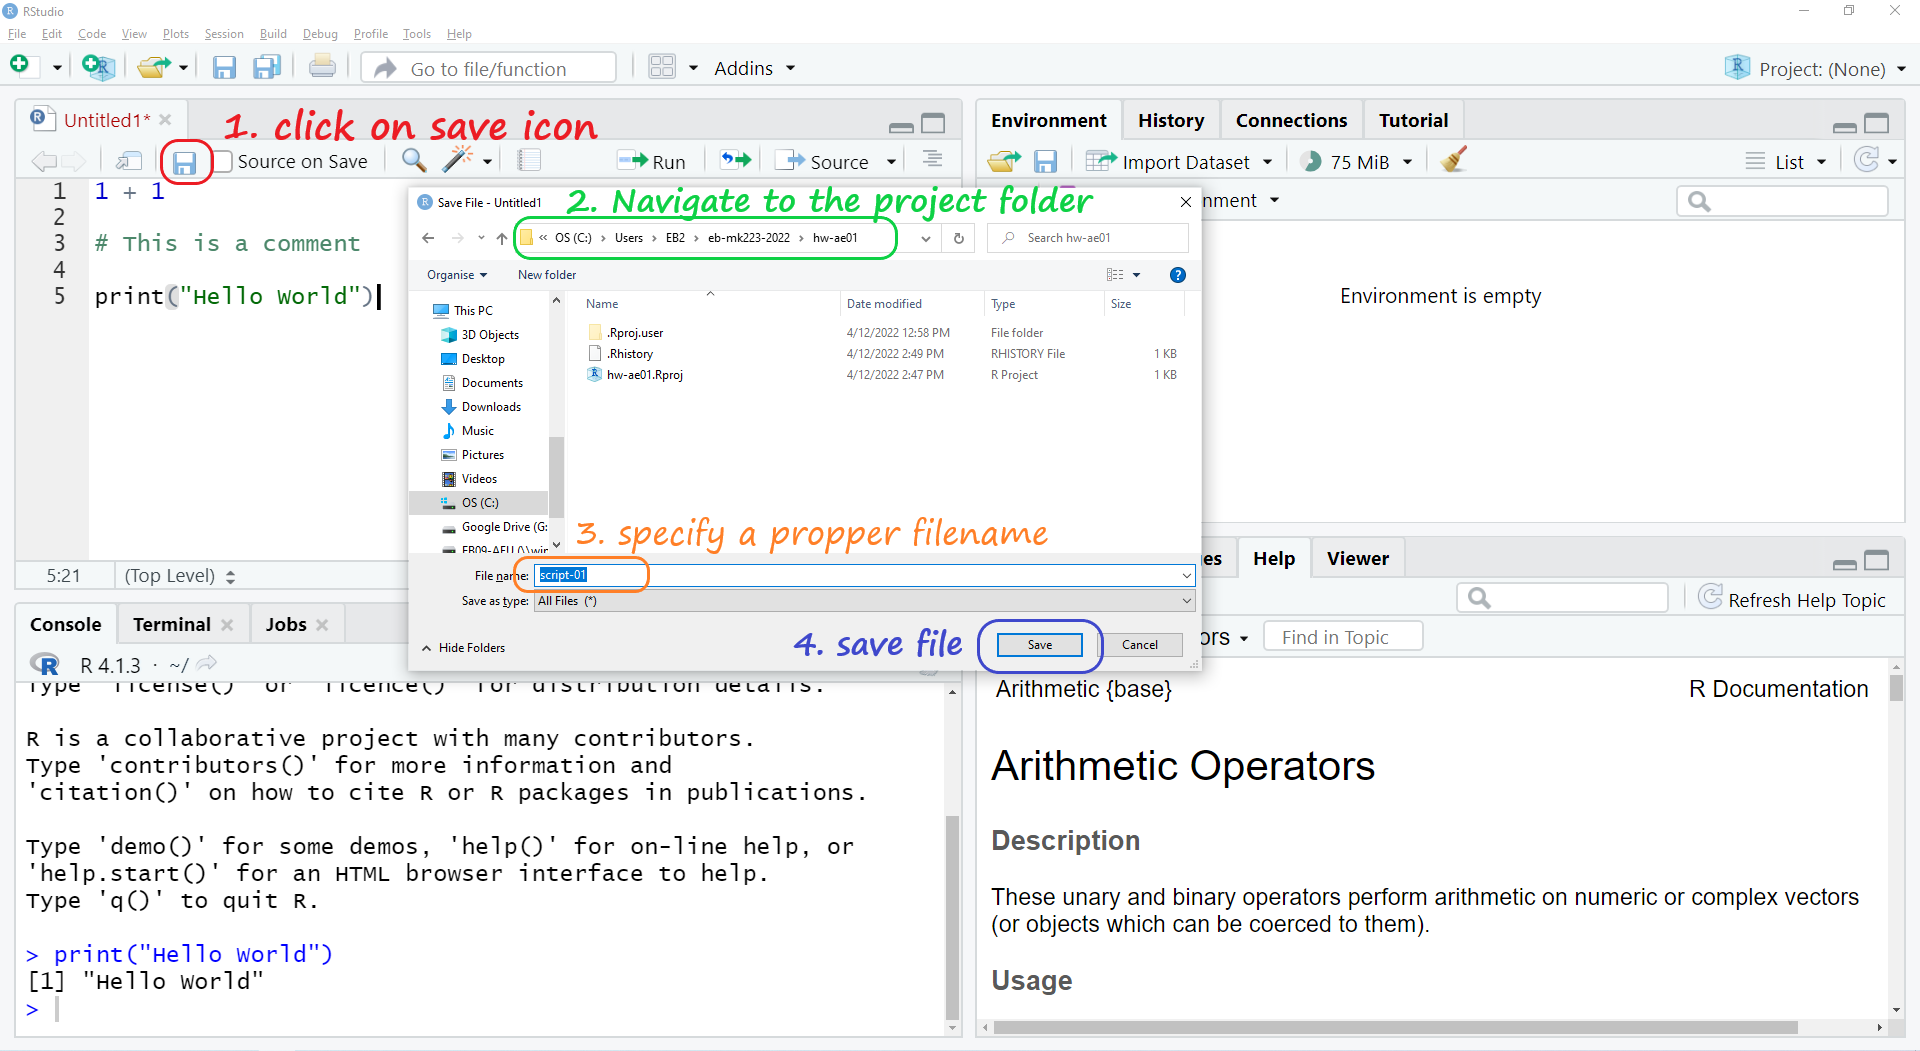 RStudio
File Edit Code View Plots Session Build Debug Profile Tools Help
Go to file/function Addins Project: (None)
Untitled1*
1. click on save icon
Source on Save Run Source
1 1 + 1
2
3 # This is a comment
4
5 print("Hello World")
5:21 (Top Level)
Environment History Connections Tutorial
Import Dataset 75 MiB List
nment
Environment is empty
Save File - Untitled1
2. Navigate to the project folder
« OS (C:) › Users › EB2 › eb-mk223-2022 › hw-ae01
Search hw-ae01
Organise New folder
This PC
3D Objects
Desktop
Documents
Downloads
Music
Pictures
Videos
OS (C:)
Google Drive (G:
Name Date modified Type Size
.Rproj.user 4/12/2022 12:58 PM File folder
.Rhistory 4/12/2022 2:49 PM RHISTORY File 1 KB
hw-ae01.Rproj 4/12/2022 2:47 PM R Project 1 KB
3. specify a propper filename
File name: script-01
Save as type: All Files (*)
Hide Folders
4. save file
Save Cancel
Console Terminal Jobs
R 4.1.3 · ~/
Type 'license()' or 'licence()' for distribution details.
R is a collaborative project with many contributors.
Type 'contributors()' for more information and
'citation()' on how to cite R or R packages in publications.
Type 'demo()' for some demos, 'help()' for on-line help, or
'help.start()' for an HTML browser interface to help.
Type 'q()' to quit R.
> print("Hello World")
[1] "Hello World"
>
es Help Viewer
Refresh Help Topic
ors Find in Topic
Arithmetic {base} R Documentation
Arithmetic Operators
Description
These unary and binary operators perform arithmetic on numeric or complex vectors
(or objects which can be coerced to them).
Usage